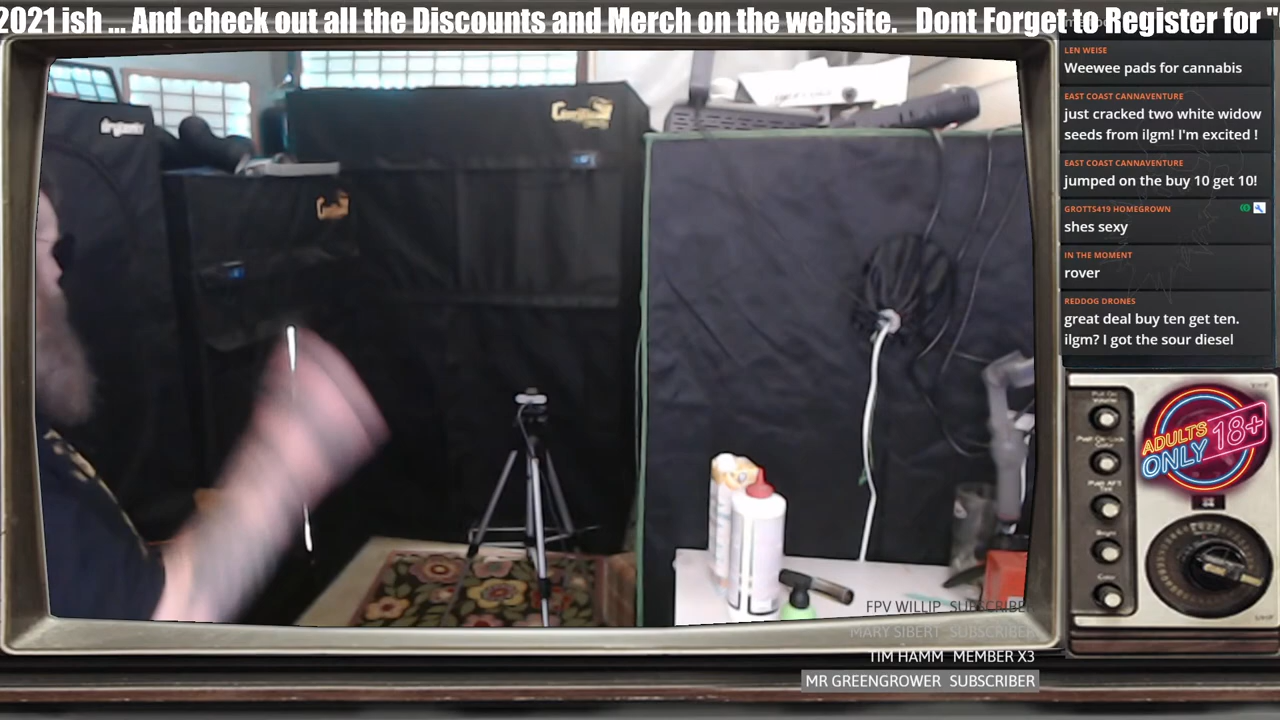 2021 ish ... And check out all the Discounts and Merch on the website. Dont Forget to Register for "
LEN WEISE
Weewee pads for cannabis
EAST COAST CANNAVENTURE
just cracked two white widow
seeds from ilgm! I'm excited !
EAST COAST CANNAVENTURE
jumped on the buy 10 get 10!
GROTTS419 HOMEGROWN
shes sexy
IN THE MOMENT
rover
REDDOG DRONES
great deal buy ten get ten.
ilgm? I got the sour diesel
ADULTS
ONLY 18+
FPV WILLIP SUBSCRIBER
MARY SIBERT SUBSCRIBER
TIM HAMM MEMBER X3
MR GREENGROWER SUBSCRIBER